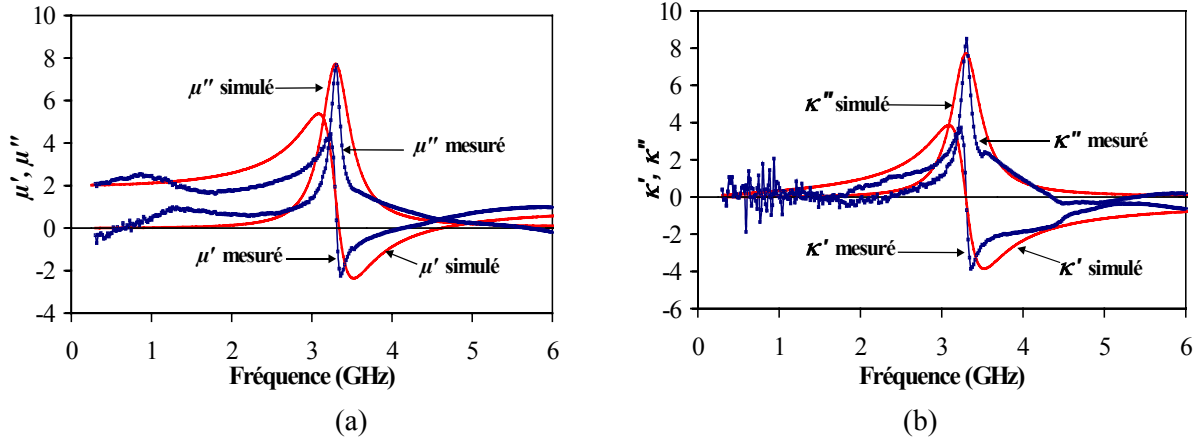 10
8
6
4
2
0
-2
-4
μ', μ''
μ'' simulé
μ'' mesuré
μ' mesuré
μ' simulé
0 1 2 3 4 5 6
Fréquence (GHz)
(a)
10
8
6
4
2
0
-2
-4
-6
κ', κ''
κ'' simulé
κ'' mesuré
κ' mesuré
κ' simulé
0 1 2 3 4 5 6
Fréquence (GHz)
(b)